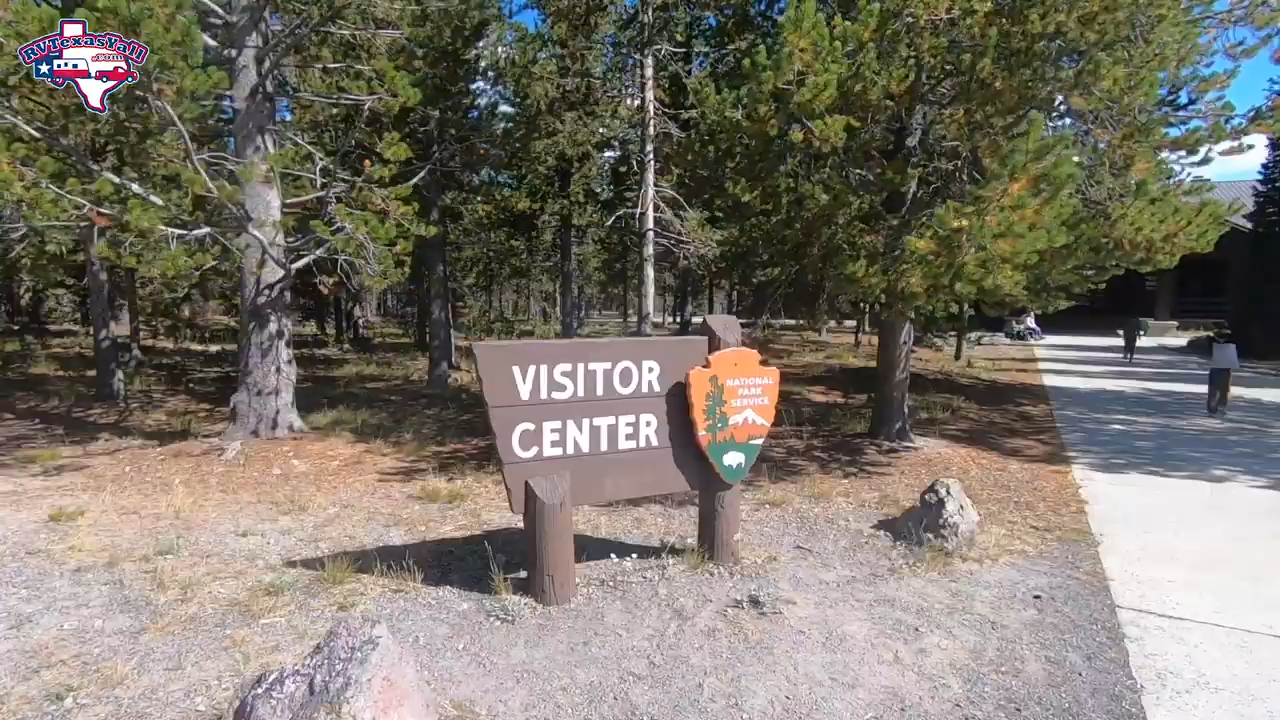 RVTexasYall
.com
VISITOR
CENTER
NATIONAL
PARK
SERVICE